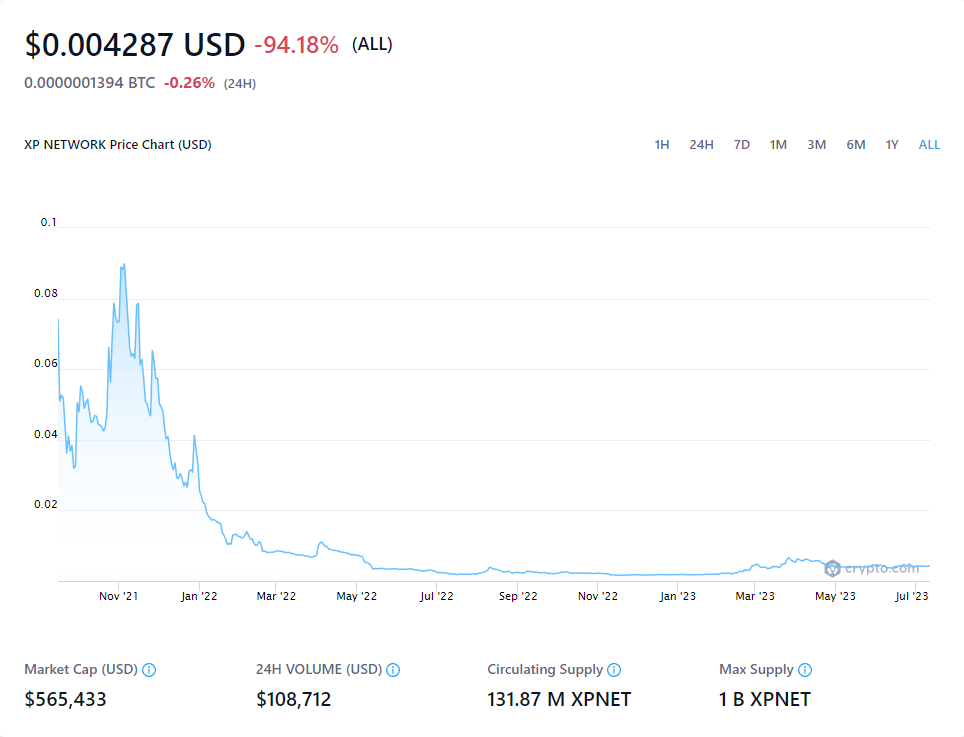 $0.004287 USD -94.18% (ALL)
0.0000001394 BTC -0.26% (24H)
XP NETWORK Price Chart (USD) 1H 24H 7D 1M 3M 6M 1Y ALL
0.1
0.08
0.06
0.04
0.02
crypto.com
Nov '21 Jan '22 Mar '22 May '22 Jul '22 Sep '22 Nov '22 Jan '23 Mar '23 May '23 Jul '23
Market Cap (USD) 24H VOLUME (USD) Circulating Supply Max Supply
$565,433 $108,712 131.87 M XPNET 1 B XPNET